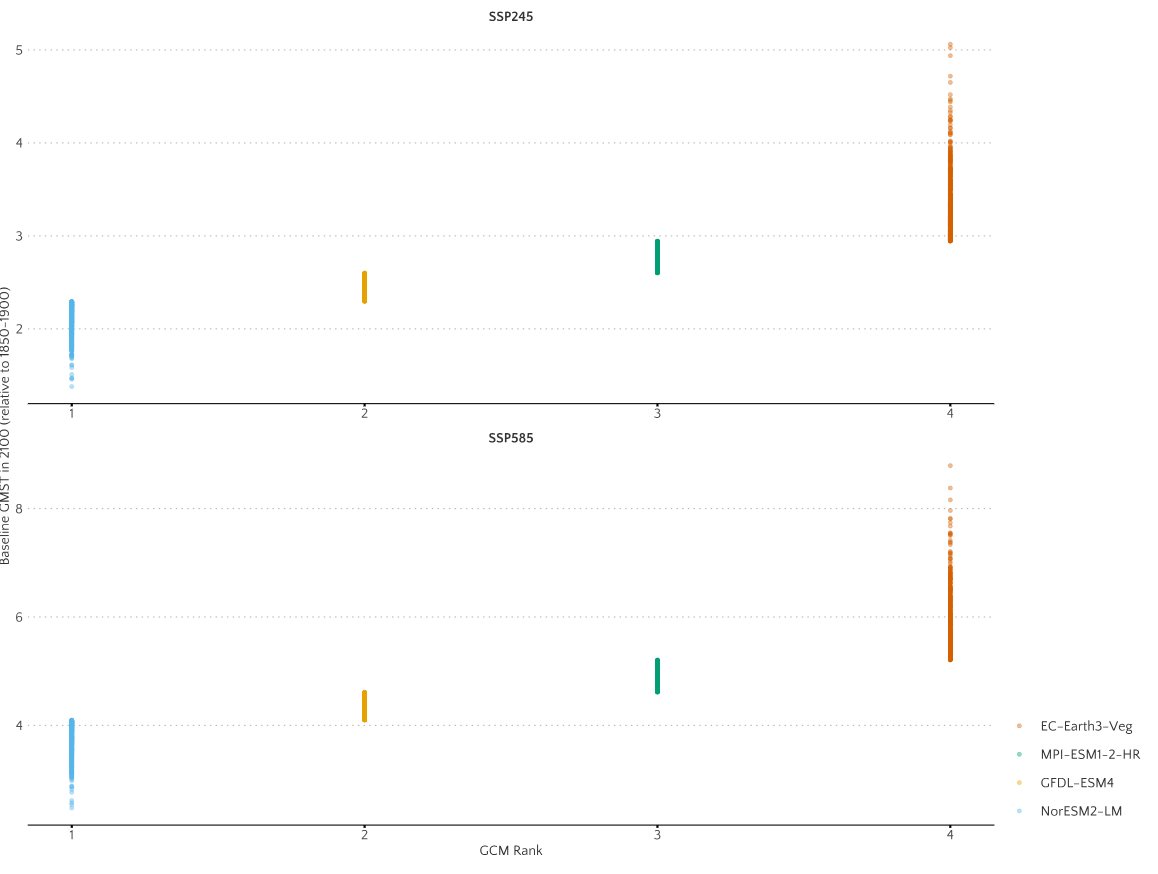 SSP245
5
4
3
2
1 2 3 4
Baseline GMST in 2100 (relative to 1850-1900)
SSP585
8
6
4
1 2 3 4
GCM Rank
EC-Earth3-Veg
MPI-ESM1-2-HR
GFDL-ESM4
NorESM2-LM